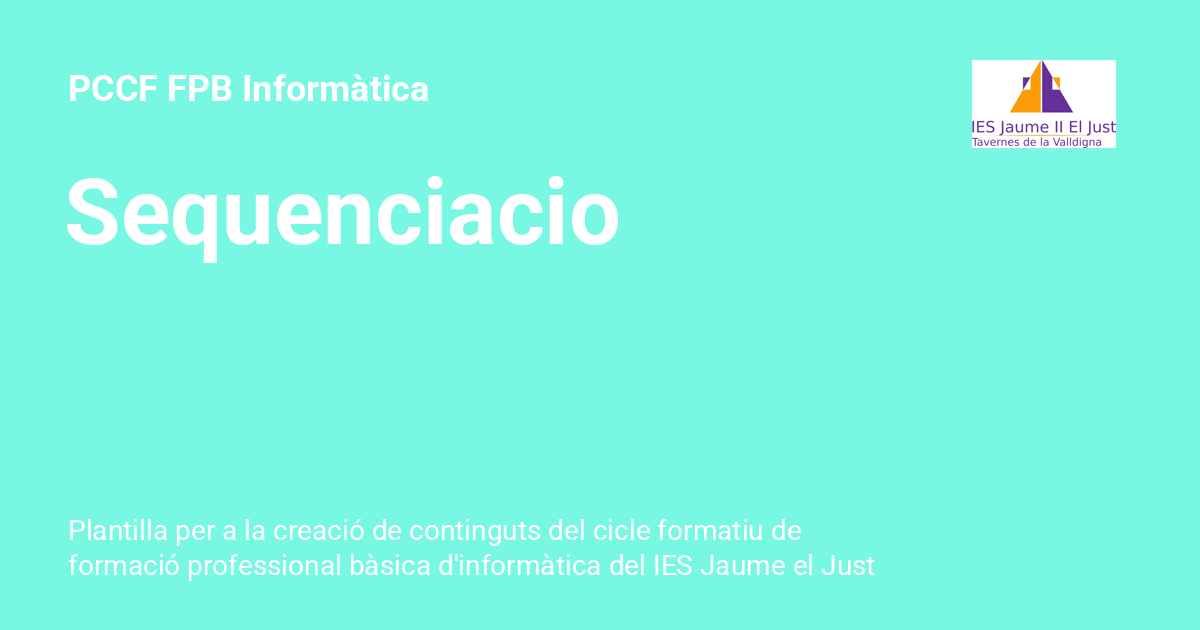 PCCF FPB Informàtica
IES Jaume II El Just
Tavernes de la Valldigna
Sequenciacio
Plantilla per a la creació de continguts del cicle formatiu de
formació professional bàsica d'informàtica del IES Jaume el Just